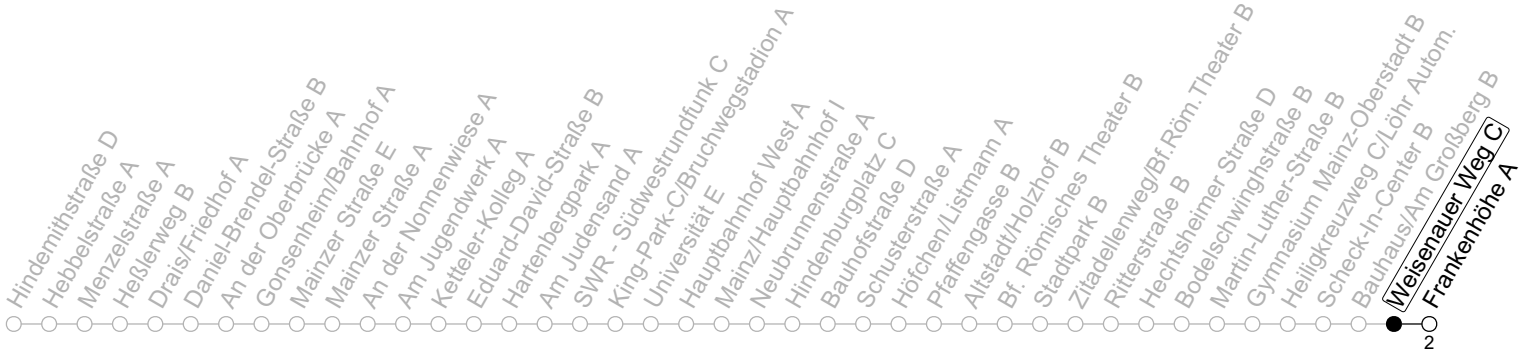 Hindemithstraße D
Hebbelstraße A
Menzelstraße A
Heßlerweg B
Drais/Friedhof A
Daniel-Brendel-Straße B
An der Oberbrücke A
Gonsenheim/Bahnhof A
Mainzer Straße E
Mainzer Straße A
An der Nonnenwiese A
Am Jugendwerk A
Ketteler-Kolleg A
Eduard-David-Straße B
Hartenbergpark A
Am Judensand A
SWR - Südwestrundfunk C
King-Park-C/Bruchwegstadion A
Universität E
Hauptbahnhof West A
Mainz/Hauptbahnhof I
Neubrunnenstraße A
Hindenburgplatz C
Bauhofstraße D
Schusterstraße A
Höfchen/Listmann A
Pfaffengasse B
Altstadt/Holzhof B
Bf. Römisches Theater B
Stadtpark B
Zitadellenweg/Bf.Röm.Theater B
Ritterstraße B
Hechtsheimer Straße D
Bodelschwinghstraße B
Martin-Luther-Straße B
Gymnasium Mainz-Oberstadt B
Heiligkreuzweg C/Löhr Autom.
Scheck-In-Center B
Bauhaus/Am Großberg B
Weisenauer Weg C
Frankenhöhe A
2